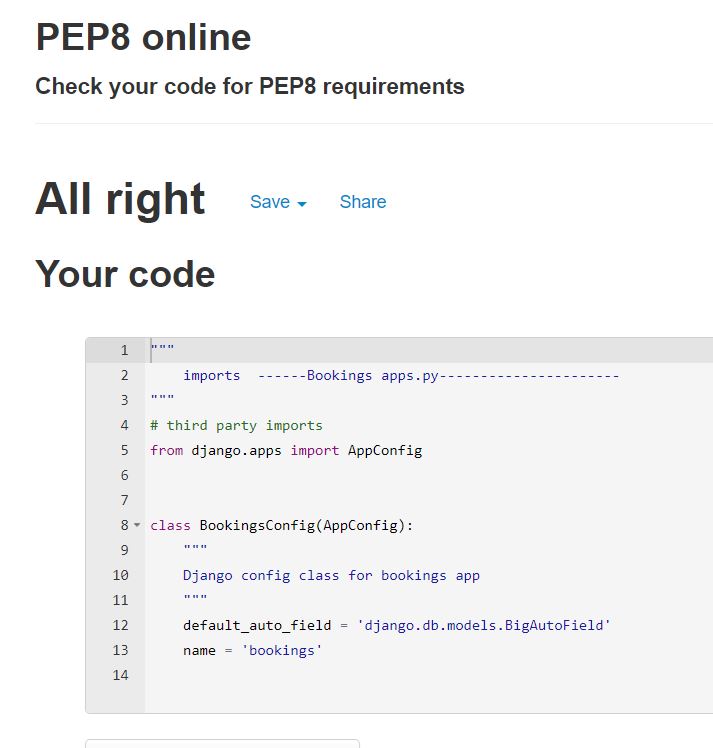 PEP8 online
Check your code for PEP8 requirements
All right Save Share
Your code
1 """
2 imports  ------Bookings apps.py----------------------
3 """
4 # third party imports
5 from django.apps import AppConfig
6
7
8 class BookingsConfig(AppConfig):
9 """
10 Django config class for bookings app
11 """
12 default_auto_field = 'django.db.models.BigAutoField'
13 name = 'bookings'
14